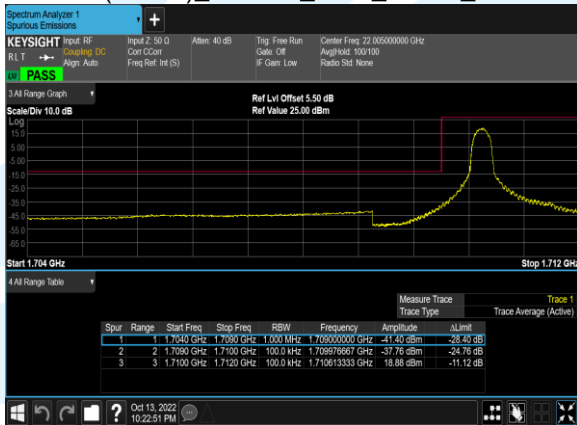 Spectrum Analyzer 1
Spurious Emissions
KEYSIGHT Input: RF
RLT
Coupling: DC
Align: Auto
Input Z: 50 Ω
Corr CCorr
Freq Ref: Int (S)
Atten: 40 dB
Trig: Free Run
Gate: Off
IF Gain: Low
Center Freq: 22.005000000 GHz
Avg|Hold: 100/100
Radio Std: None
PASS
3 All Range Graph
Scale/Div 10.0 dB
Ref Lvl Offset 5.50 dB
Ref Value 25.00 dBm
Log
15.0
5.00
-5.00
-15.0
-25.0
-35.0
-45.0
-55.0
-65.0
Start 1.704 GHz
Stop 1.712 GHz
4 All Range Table
Measure Trace Trace 1
Trace Type Trace Average (Active)
Spur Range Start Freq Stop Freq RBW Frequency Amplitude ΔLimit
1 1 1.7040 GHz 1.7090 GHz 1.000 MHz 1.709000000 GHz -41.40 dBm -28.40 dB
2 2 1.7090 GHz 1.7100 GHz 100.0 kHz 1.709976667 GHz -37.76 dBm -24.76 dB
3 3 1.7100 GHz 1.7120 GHz 100.0 kHz 1.710613333 GHz 18.88 dBm -11.12 dB
Oct 13, 2022
10:22:51 PM